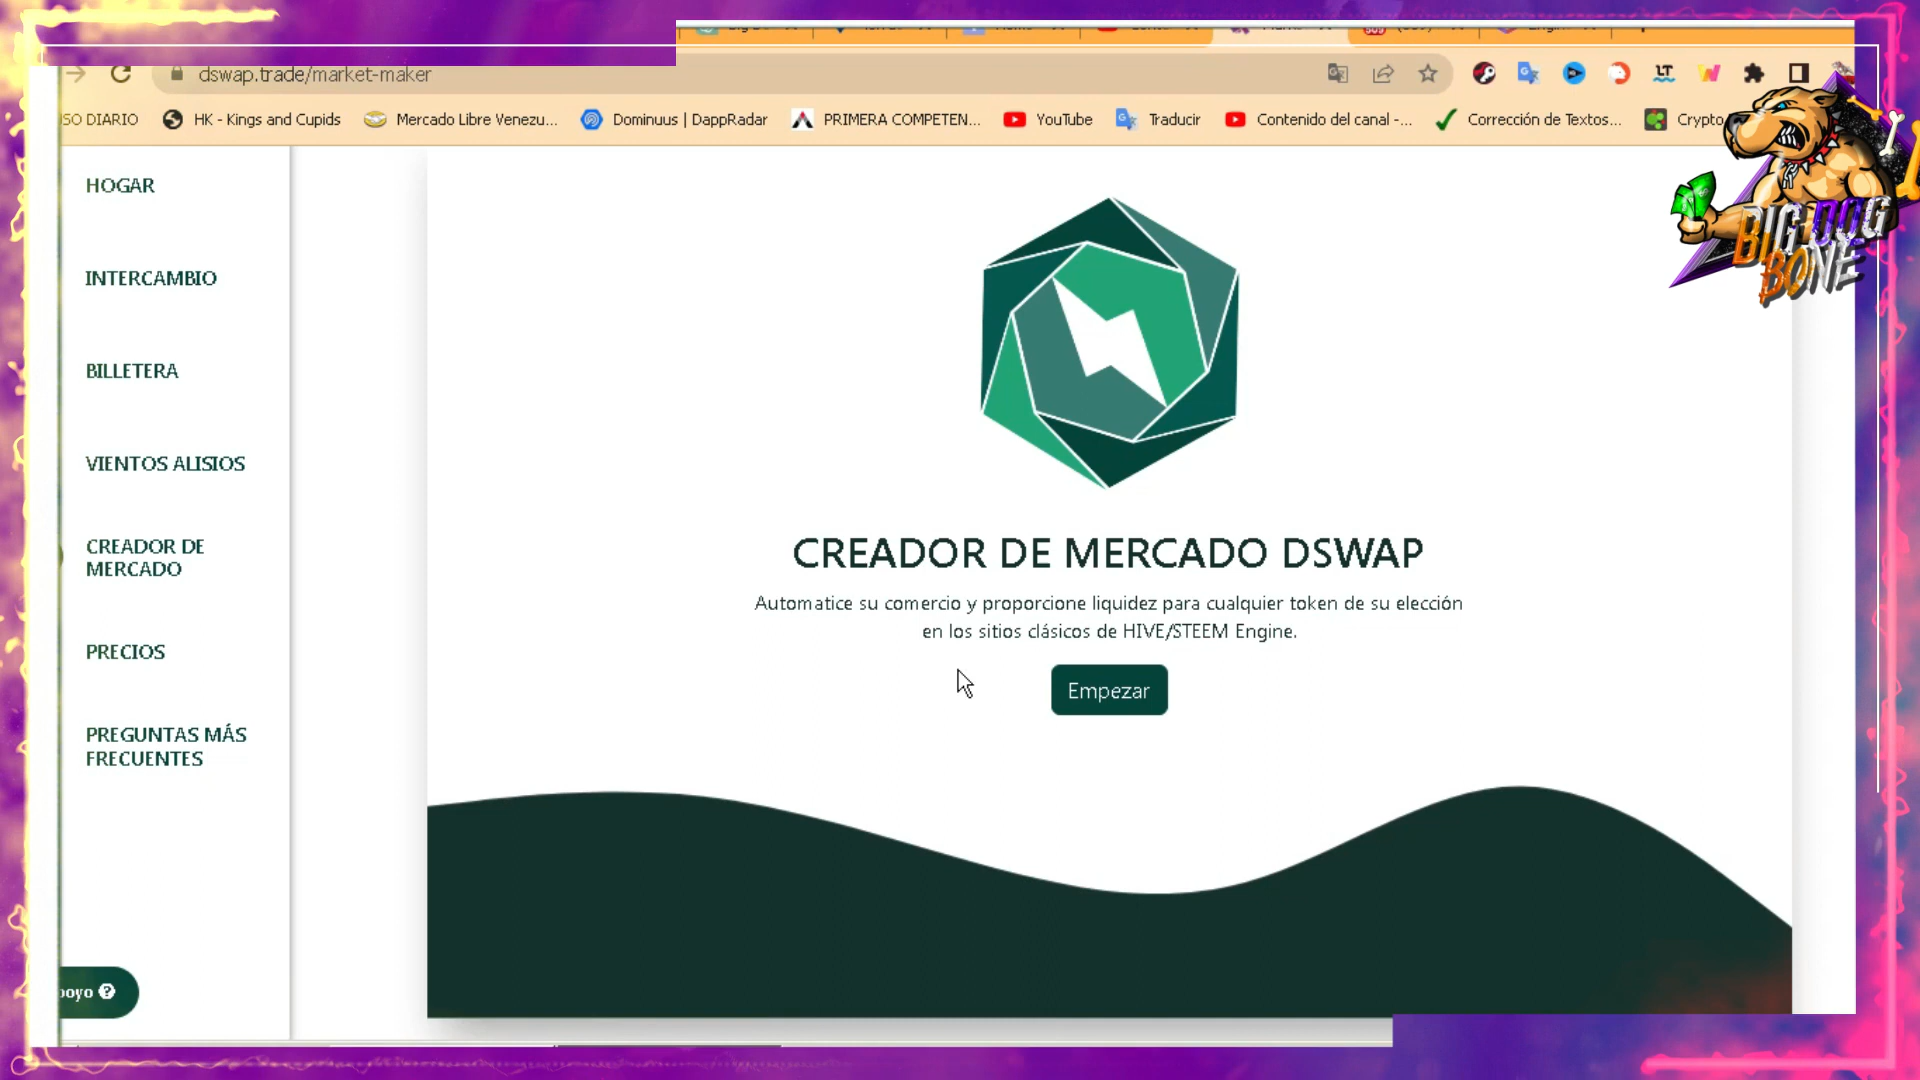 dswap.trade/market-maker
SO DIARIO
HK - Kings and Cupids
Mercado Libre Venezu...
Dominuus | DappRadar
PRIMERA COMPETEN...
YouTube
Traducir
Contenido del canal -...
Corrección de Textos...
Crypto
BIG DOG
BONE
HOGAR
INTERCAMBIO
BILLETERA
VIENTOS ALISIOS
CREADOR DE
MERCADO
PRECIOS
PREGUNTAS MÁS
FRECUENTES
poyo
CREADOR DE MERCADO DSWAP
Automatice su comercio y proporcione liquidez para cualquier token de su elección
en los sitios clásicos de HIVE/STEEM Engine.
Empezar